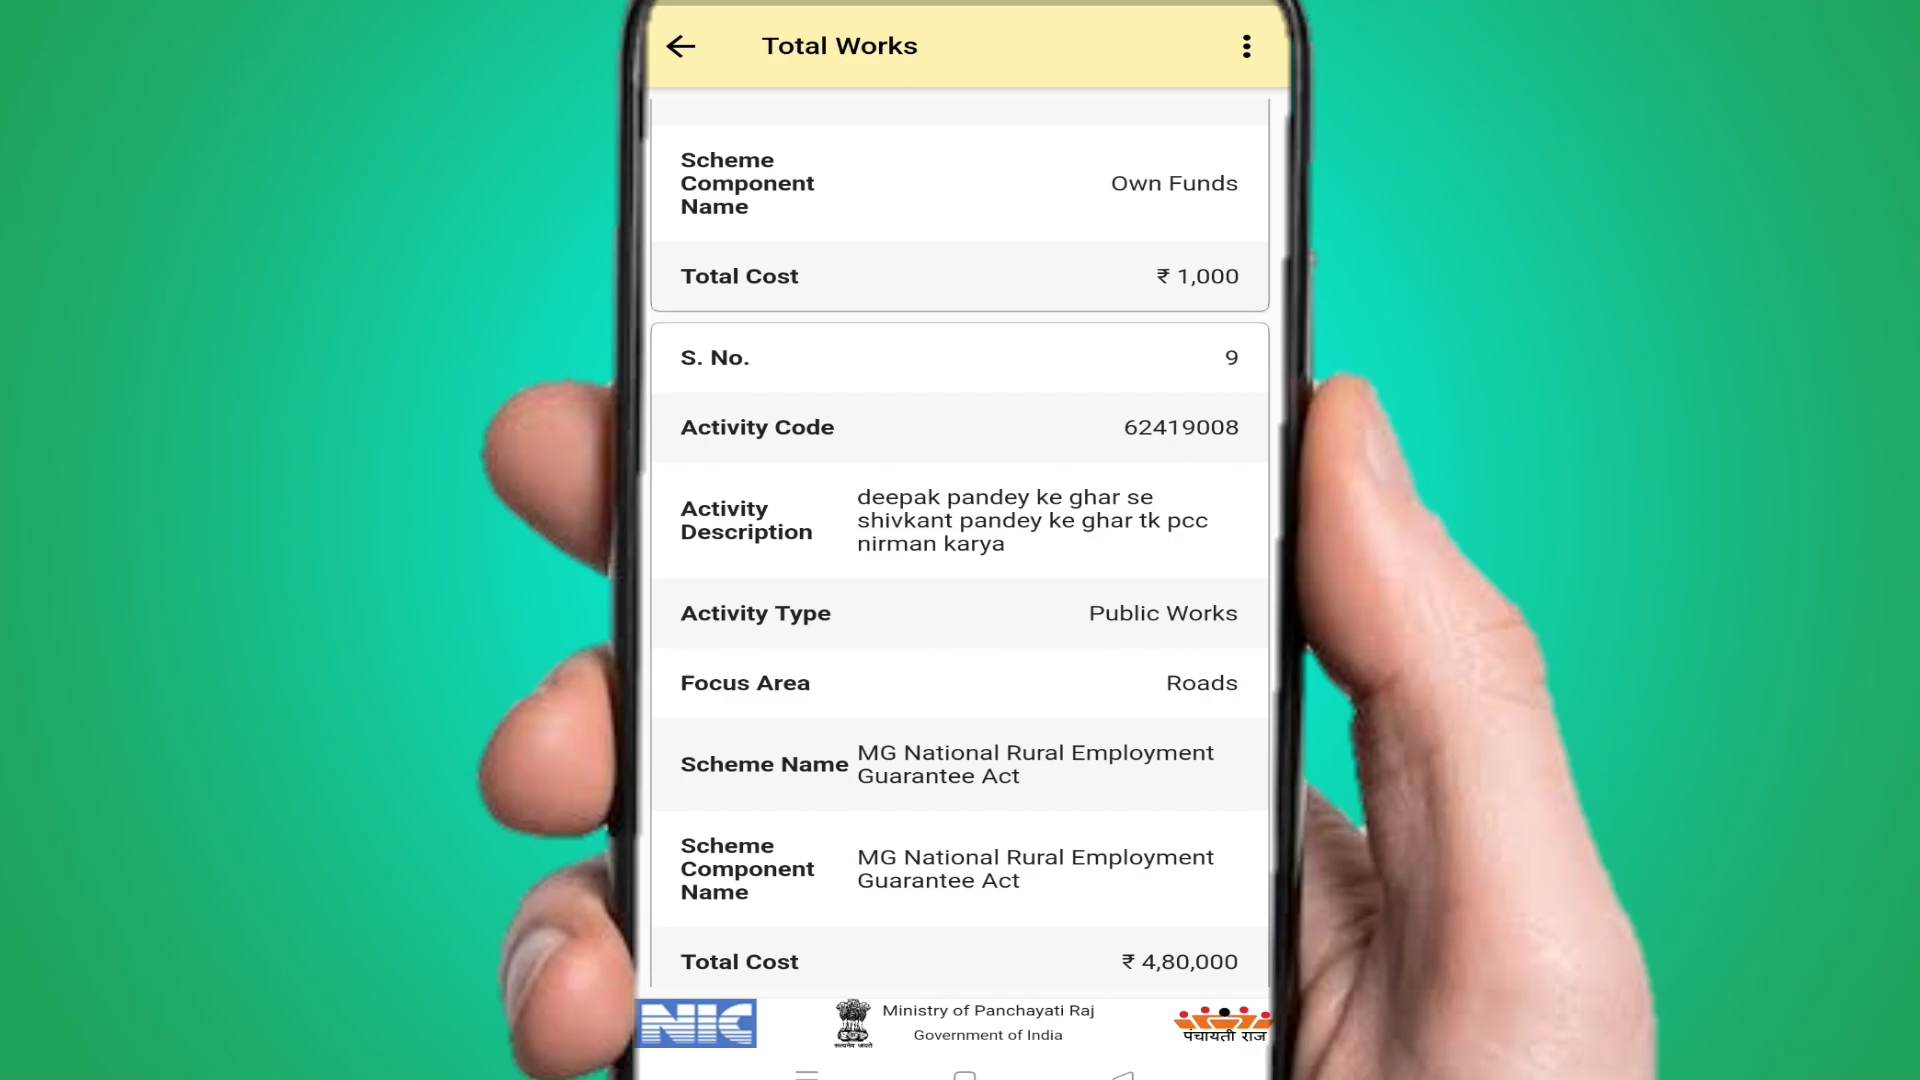 Total Works
Scheme
Component
Name
Own Funds
Total Cost
₹ 1,000
S. No.
9
Activity Code
62419008
Activity
Description
deepak pandey ke ghar se
shivkant pandey ke ghar tk pcc
nirman karya
Activity Type
Public Works
Focus Area
Roads
Scheme Name
MG National Rural Employment
Guarantee Act
Scheme
Component
Name
MG National Rural Employment
Guarantee Act
Total Cost
₹ 4,80,000
NIC
सत्यमेव जयते
Ministry of Panchayati Raj
Government of India
पंचायती राज